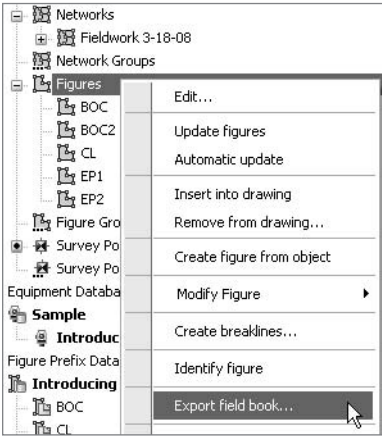 Networks
Fieldwork 3-18-08
Network Groups
Figures
BOC
BOC2
CL
EP1
EP2
Figure Gro
Survey Po
Survey Po
Equipment Databa
Sample
Introduc
Figure Prefix Data
Introducing
BOC
CL
Edit...
Update figures
Automatic update
Insert into drawing
Remove from drawing...
Create figure from object
Modify Figure
Create breaklines...
Identify figure
Export field book...